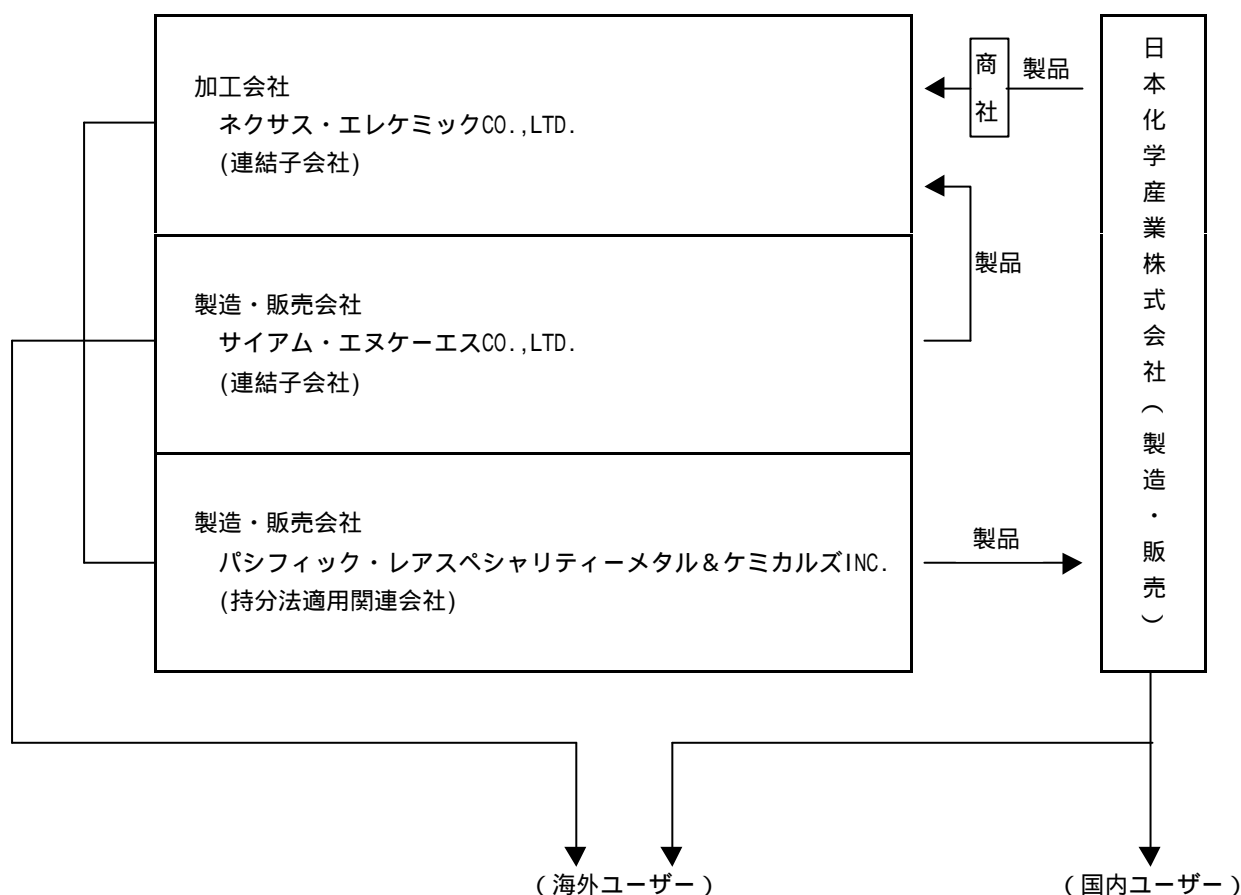 加工会社
ネクサス・エレケミックCO.,LTD.
(連結子会社)
商社
製品
製品
製造・販売会社
サイアム・エヌケーエスCO.,LTD.
(連結子会社)
製造・販売会社
パシフィック・レアスペシャリティーメタル＆ケミカルズINC.
(持分法適用関連会社)
製品
日本化学産業株式会社（製造・販売）
（海外ユーザー）
（国内ユーザー）